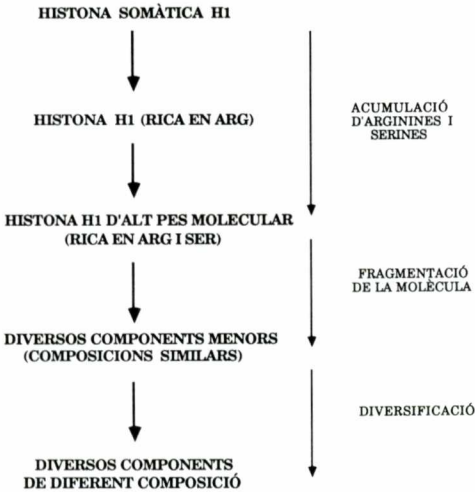 HISTONA SOMÀTICA H1
HISTONA H1 (RICA EN ARG)
ACUMULACIÓ
D'ARGININES I
SERINES
HISTONA H1 D'ALT PES MOLECULAR
(RICA EN ARG I SER)
FRAGMENTACIÓ
DE LA MOLÈCULA
DIVERSOS COMPONENTS MENORS
(COMPOSICIONS SIMILARS)
DIVERSIFICACIÓ
DIVERSOS COMPONENTS
DE DIFERENT COMPOSICIÓ